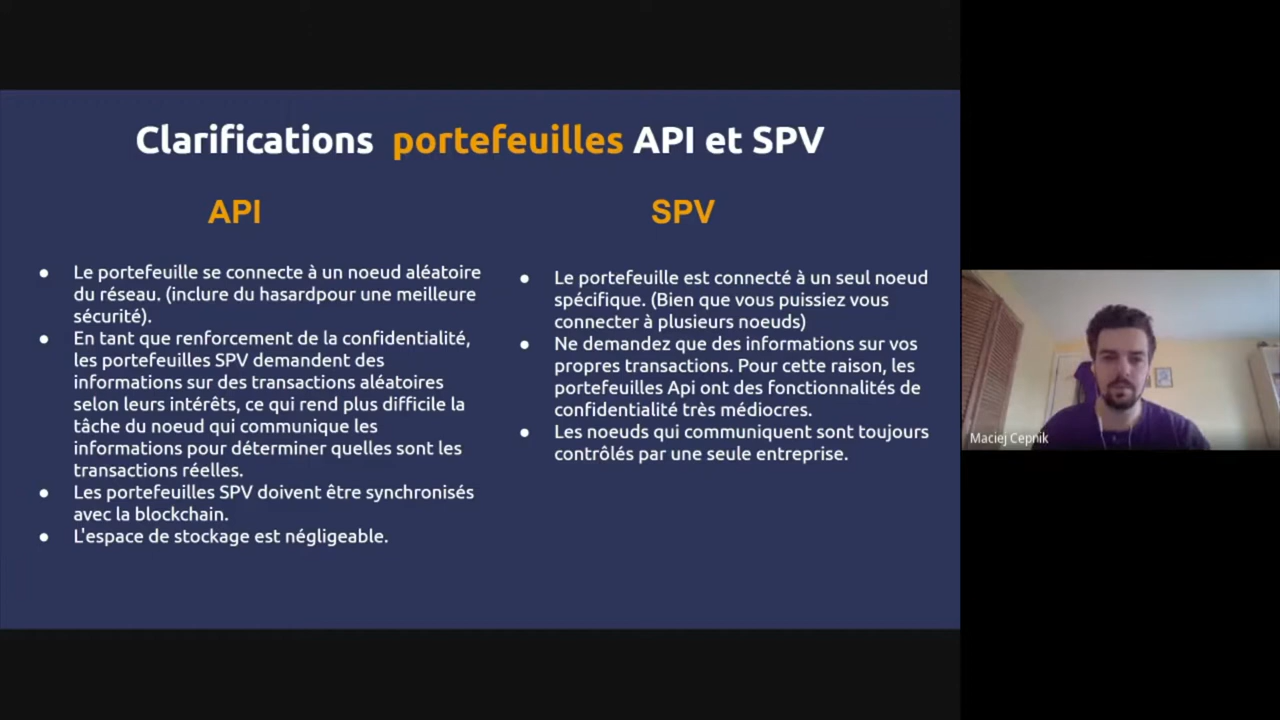 Clarifications portefeuilles API et SPV
API
Le portefeuille se connecte à un noeud aléatoire
du réseau. (inclure du hasardpour une meilleure
sécurité).
En tant que renforcement de la confidentialité,
les portefeuilles SPV demandent des
informations sur des transactions aléatoires
selon leurs intérêts, ce qui rend plus difficile la
tâche du noeud qui communique les
informations pour déterminer quelles sont les
transactions réelles.
Les portefeuilles SPV doivent être synchronisés
avec la blockchain.
L'espace de stockage est négligeable.
SPV
Le portefeuille est connecté à un seul noeud
spécifique. (Bien que vous puissiez vous
connecter à plusieurs noeuds)
Ne demandez que des informations sur vos
propres transactions. Pour cette raison, les
portefeuilles Api ont des fonctionnalités de
confidentialité très médiocres.
Les noeuds qui communiquent sont toujours
contrôlés par une seule entreprise.
Maciej Cepnik